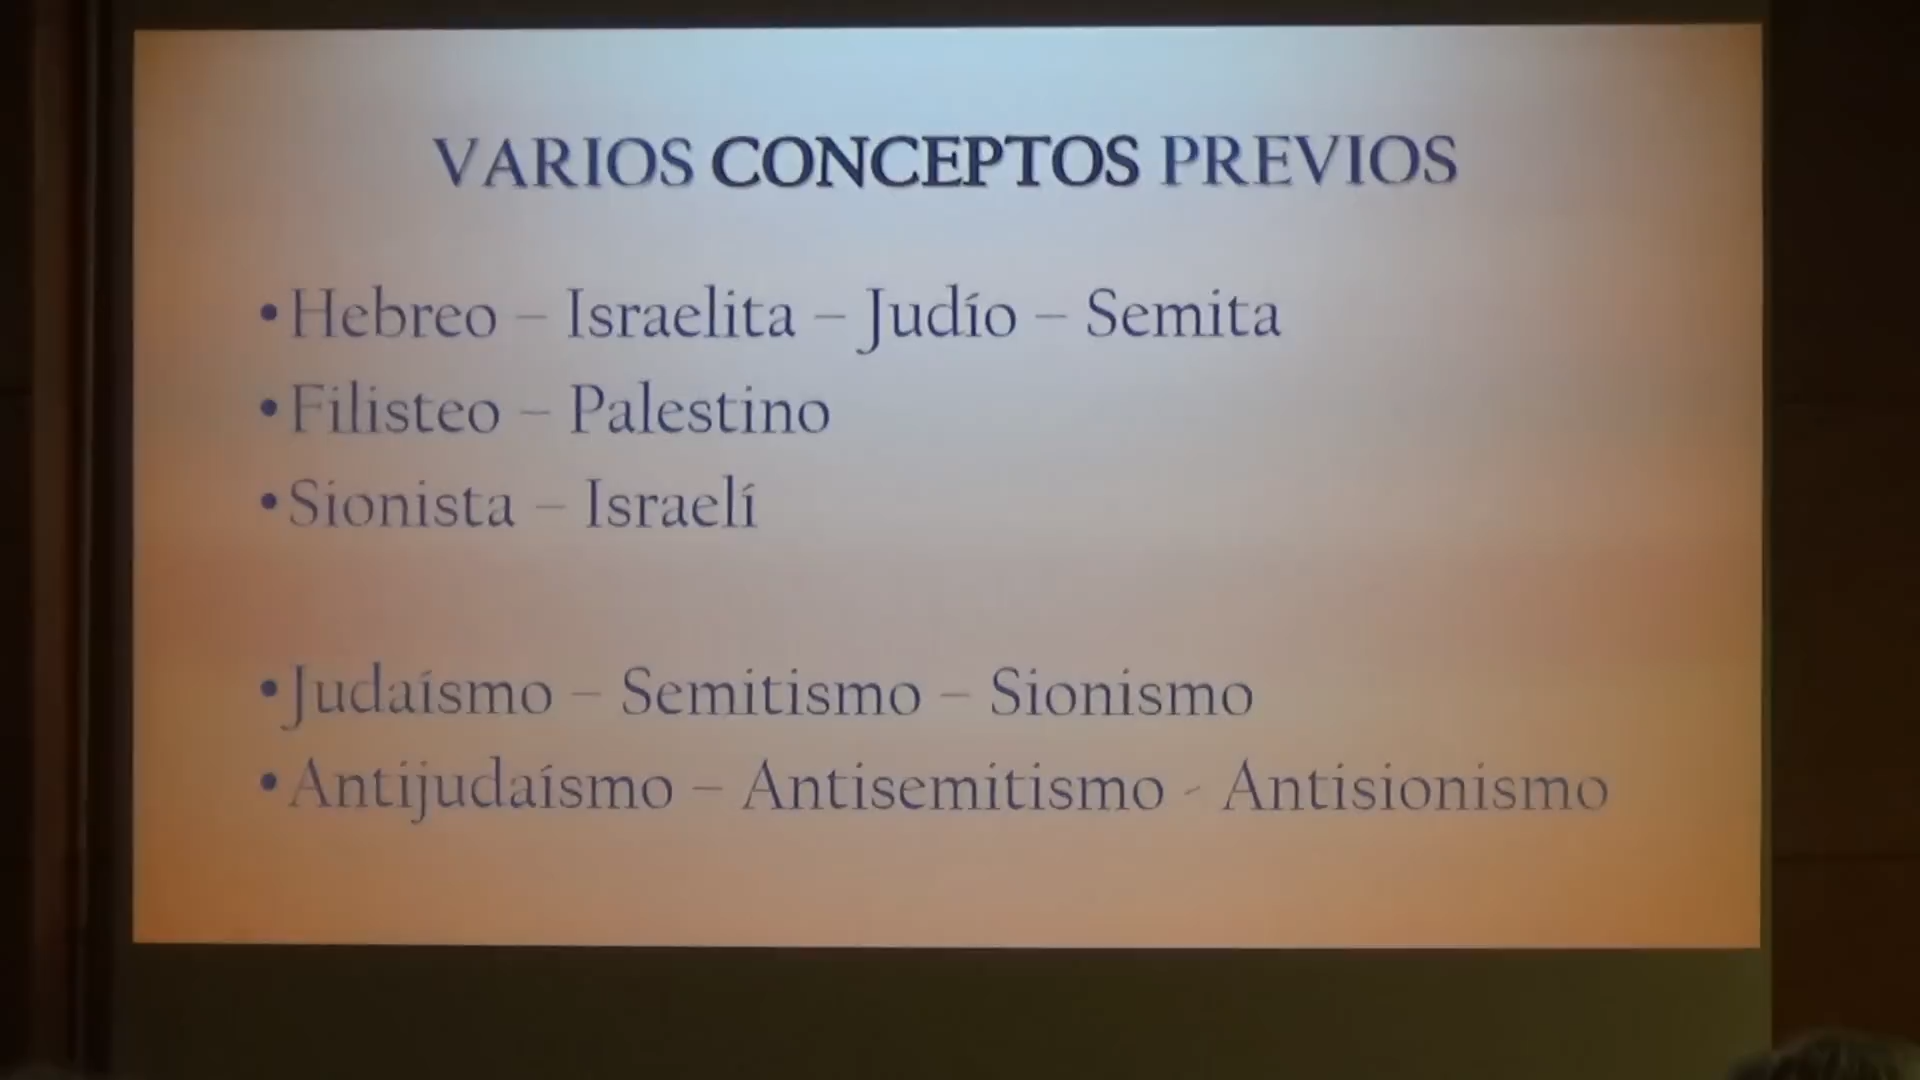 VARIOS CONCEPTOS PREVIOS
• Hebreo – Israelita – Judío – Semita
• Filisteo – Palestino
• Sionista – Israelí
• Judaísmo – Semitismo – Sionismo
• Antijudaísmo – Antisemitismo - Antisionismo